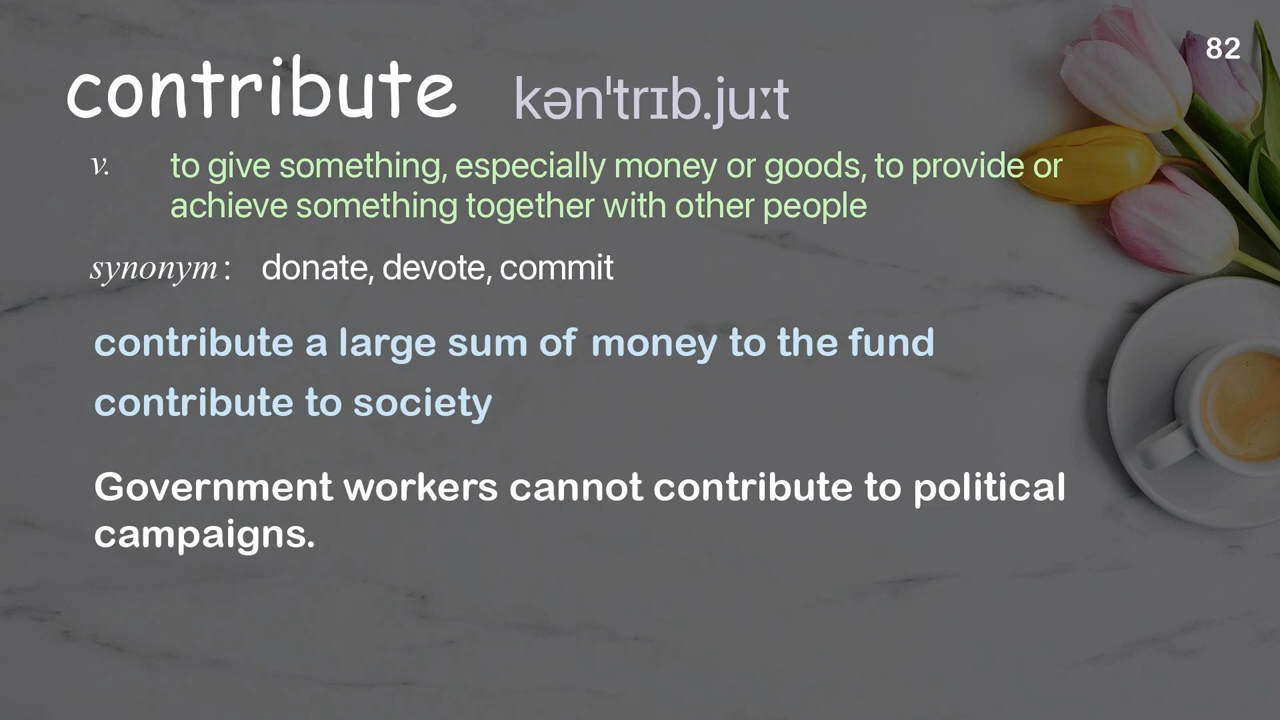 82
contribute kənˈtrɪb.juːt
v. to give something, especially money or goods, to provide or
achieve something together with other people
synonym : donate, devote, commit
contribute a large sum of money to the fund
contribute to society
Government workers cannot contribute to political
campaigns.